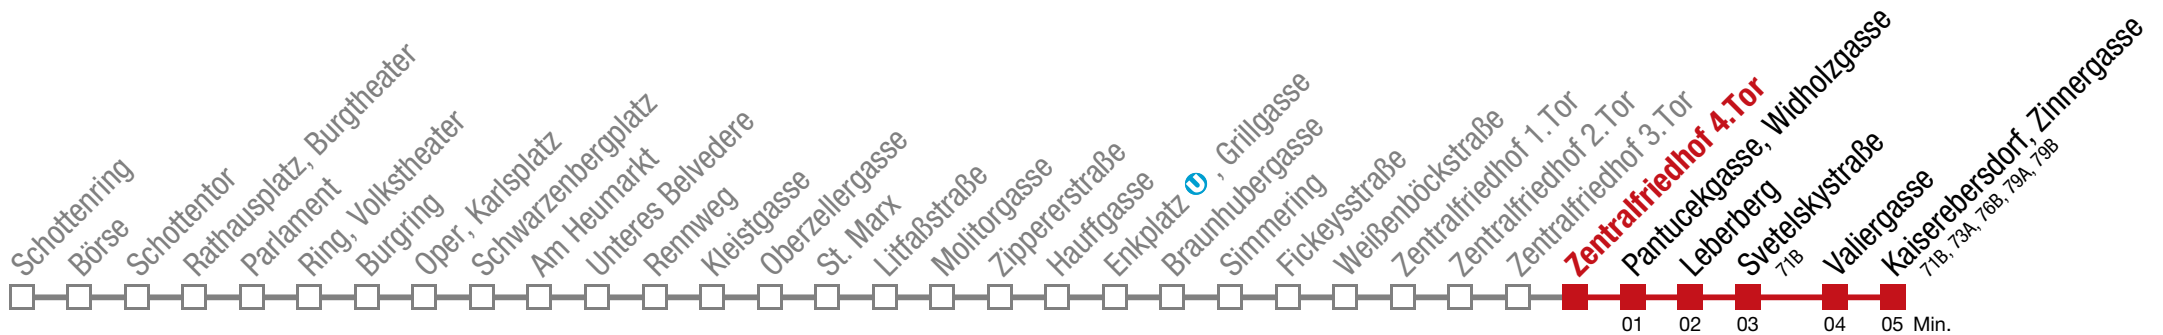 Schottenring
Börse
Schottentor
Rathausplatz, Burgtheater
Parlament
Ring, Volkstheater
Burgring
Oper, Karlsplatz
Schwarzenbergplatz
Am Heumarkt
Unteres Belvedere
Rennweg
Kleistgasse
Oberzellergasse
St. Marx
Litfaßstraße
Molitorgasse
Zippererstraße
Hauffgasse
Enkplatz U , Grillgasse
Braunhubergasse
Simmering
Fickeysstraße
Weißenböckstraße
Zentralfriedhof 1.Tor
Zentralfriedhof 2.Tor
Zentralfriedhof 3.Tor
Zentralfriedhof 4.Tor
Pantucekgasse, Widholzgasse
Leberberg
Svetelskystraße
71B
Valiergasse
Kaiserebersdorf, Zinnergasse
71B, 73A, 76B, 79A, 79B
01 02 03 04 05 Min.